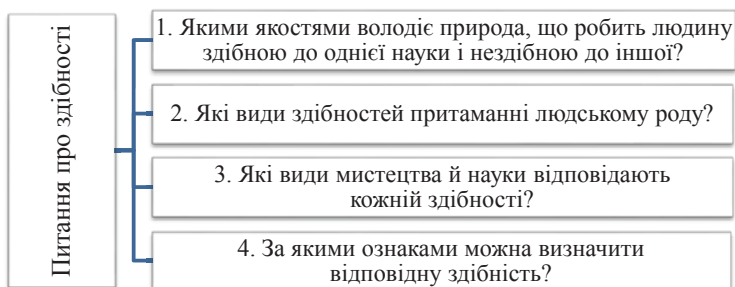 Питання про здібності
1. Якими якостями володіє природа, що робить людину
здібною до однієї науки і нездібною до іншої?
2. Які види здібностей притаманні людському роду?
3. Які види мистецтва й науки відповідають
кожній здібності?
4. За якими ознаками можна визначити
відповідну здібність?